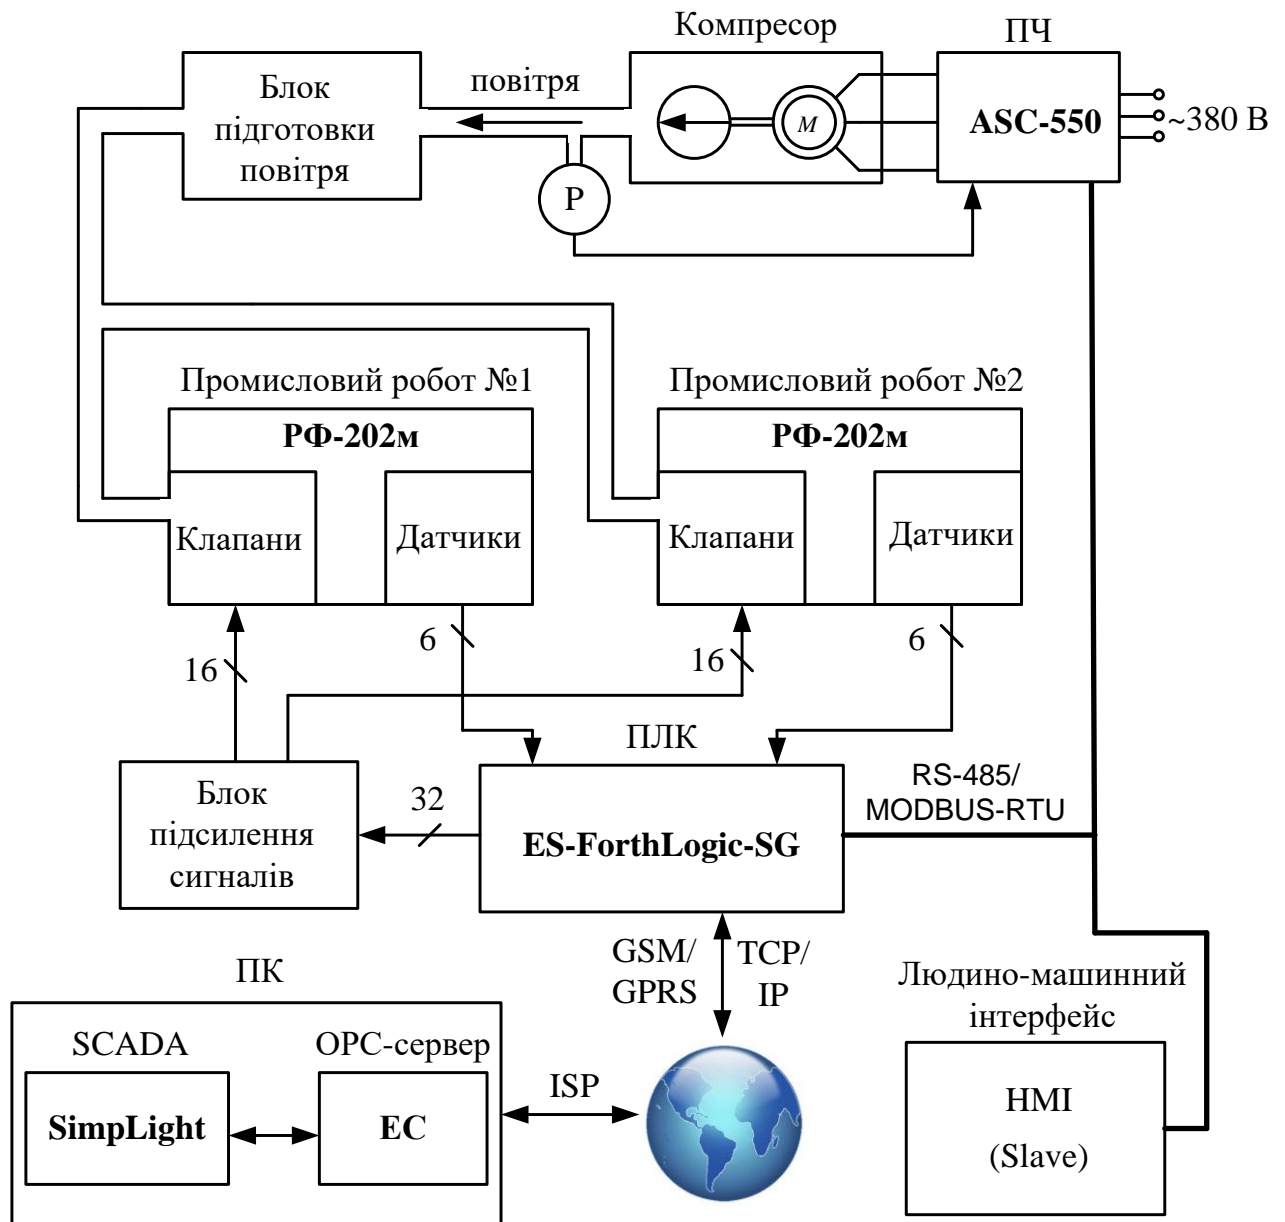 Компресор
ПЧ
Блок
підготовки
повітря
повітря
М
ASC-550
~380 В
P
Промисловий робот №1
Промисловий робот №2
РФ-202м
РФ-202м
Клапани
Датчики
Клапани
Датчики
16
6
16
6
ПЛК
Блок
підсилення
сигналів
32
ES-ForthLogic-SG
RS-485/
MODBUS-RTU
GSM/
GPRS
TCP/
IP
ПК
Людино-машинний
інтерфейс
SCADA
OPC-сервер
SimpLight
EC
ISP
HMI
(Slave)